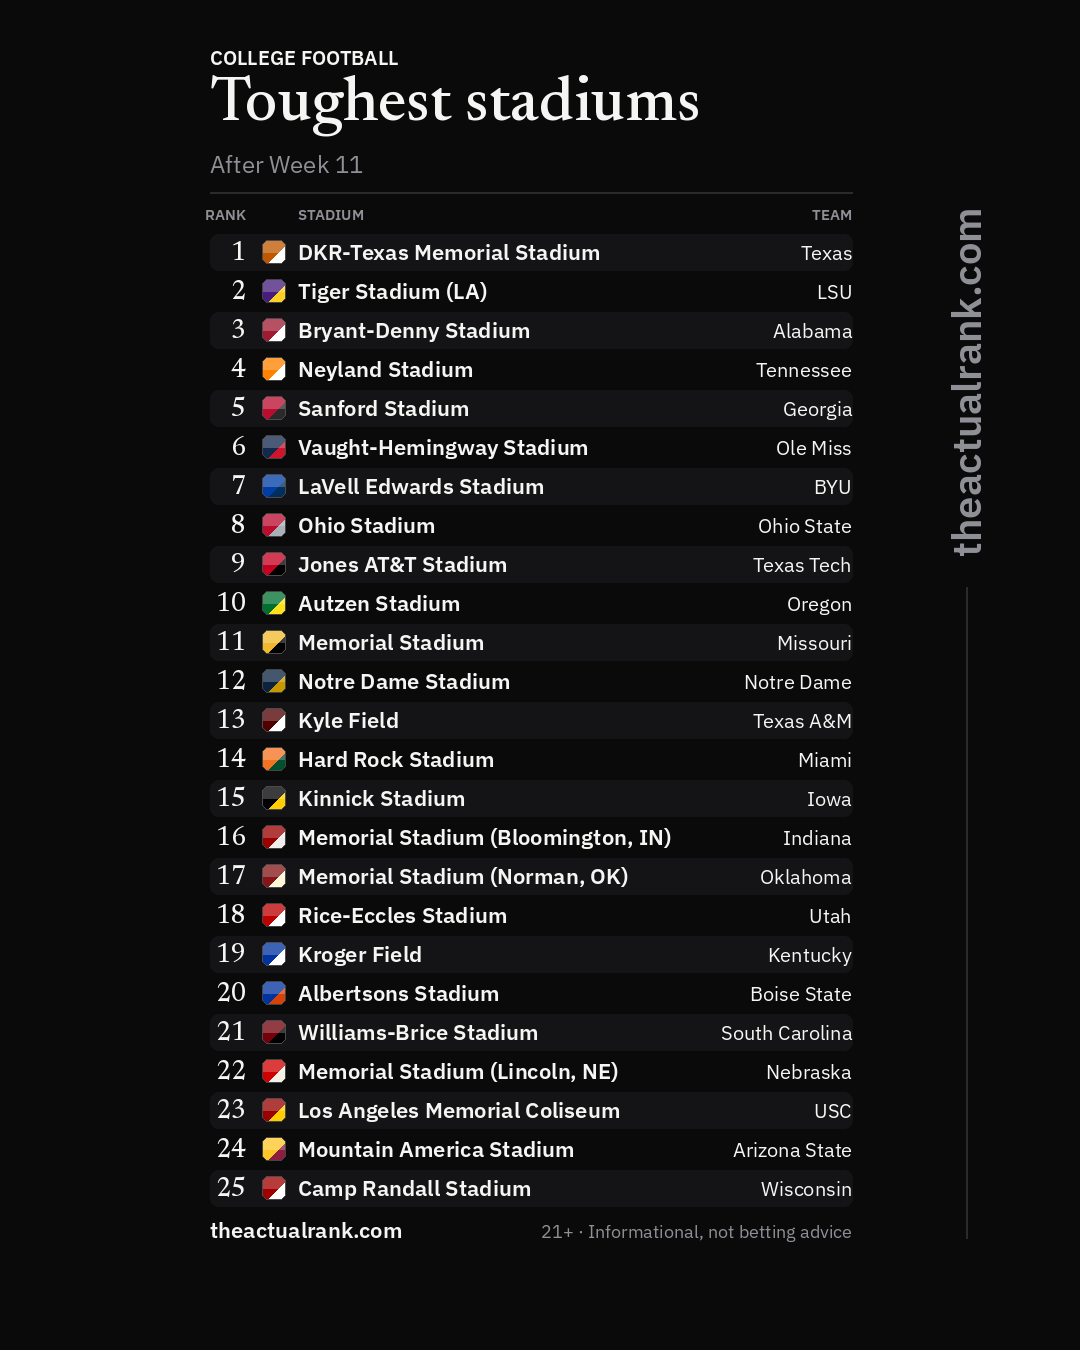 COLLEGE FOOTBALL
Toughest stadiums
After Week 11
RANK STADIUM TEAM
1 DKR-Texas Memorial Stadium Texas
2 Tiger Stadium (LA) LSU
3 Bryant-Denny Stadium Alabama
4 Neyland Stadium Tennessee
5 Sanford Stadium Georgia
6 Vaught-Hemingway Stadium Ole Miss
7 LaVell Edwards Stadium BYU
8 Ohio Stadium Ohio State
9 Jones AT&T Stadium Texas Tech
10 Autzen Stadium Oregon
11 Memorial Stadium Missouri
12 Notre Dame Stadium Notre Dame
13 Kyle Field Texas A&M
14 Hard Rock Stadium Miami
15 Kinnick Stadium Iowa
16 Memorial Stadium (Bloomington, IN) Indiana
17 Memorial Stadium (Norman, OK) Oklahoma
18 Rice-Eccles Stadium Utah
19 Kroger Field Kentucky
20 Albertsons Stadium Boise State
21 Williams-Brice Stadium South Carolina
22 Memorial Stadium (Lincoln, NE) Nebraska
23 Los Angeles Memorial Coliseum USC
24 Mountain America Stadium Arizona State
25 Camp Randall Stadium Wisconsin
theactualrank.com 21+ · Informational, not betting advice
theactualrank.com